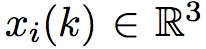 x_i(k) ∈ ℝ^3